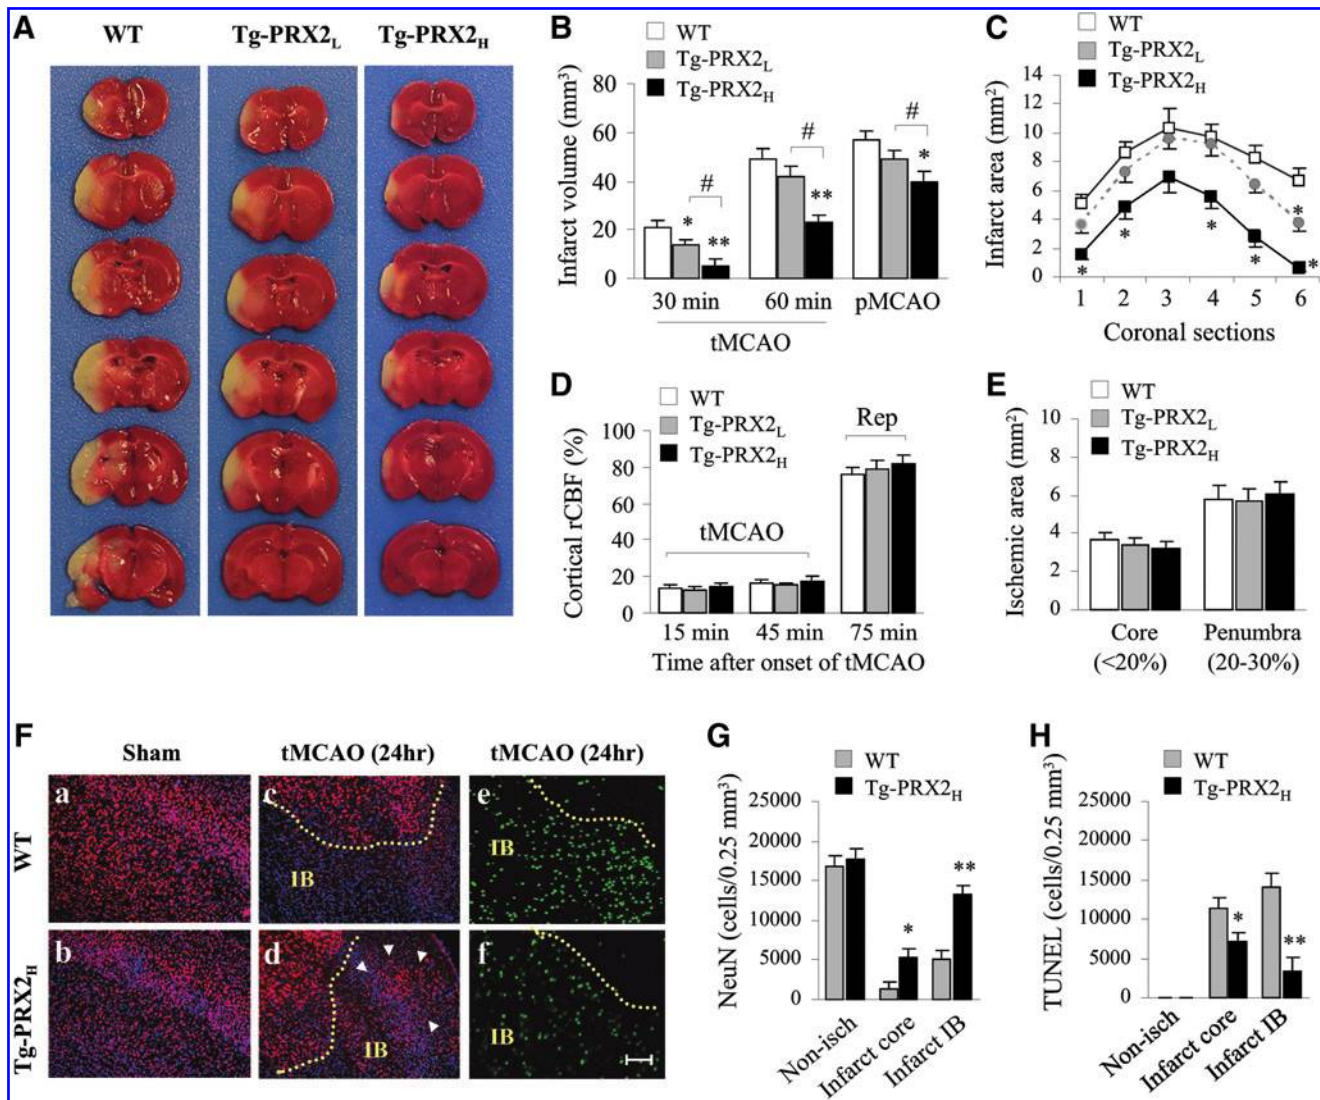 A
WT
Tg-PRX2L
Tg-PRX2H
B
WT
Tg-PRX2L
Tg-PRX2H
Infarct volume (mm³)
80
60
40
20
0
#
#
#
*
**
**
*
30 min
60 min
pMCAO
tMCAO
C
WT
Tg-PRX2L
Tg-PRX2H
Infarct area (mm²)
14
12
10
8
6
4
2
0
*
*
*
*
*
*
1 2 3 4 5 6
Coronal sections
D
WT
Tg-PRX2L
Tg-PRX2H
Cortical rCBF (%)
100
80
60
40
20
0
tMCAO
Rep
15 min
45 min
75 min
Time after onset of tMCAO
E
WT
Tg-PRX2L
Tg-PRX2H
Ischemic area (mm²)
10
8
6
4
2
0
Core
(<20%)
Penumbra
(20-30%)
F
Sham
tMCAO (24hr)
tMCAO (24hr)
WT
a
c
IB
e
IB
Tg-PRX2H
b
d
IB
f
IB
G
WT
Tg-PRX2H
NeuN (cells/0.25 mm³)
25000
20000
15000
10000
5000
0
*
**
Non-isch
Infarct core
Infarct IB
H
WT
Tg-PRX2H
TUNEL (cells/0.25 mm³)
25000
20000
15000
10000
5000
0
*
**
Non-isch
Infarct core
Infarct IB